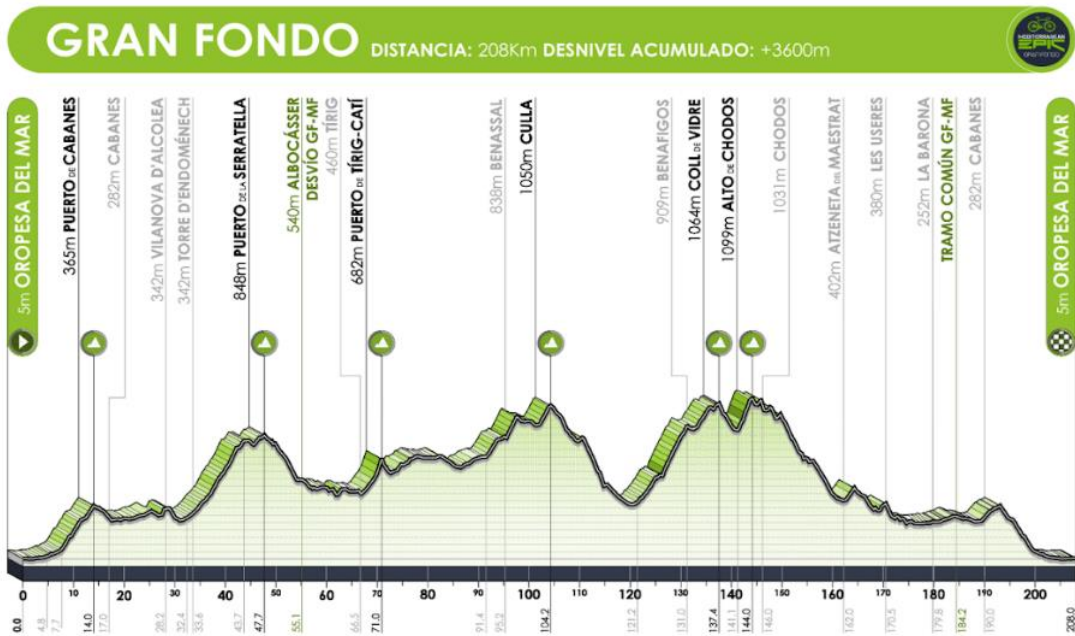 GRAN FONDO DISTANCIA: 208Km DESNIVEL ACUMULADO: +3600m
MEDITERRANEAN
EPIC
GRANFONDO
5m OROPESA DEL MAR
365m PUERTO DE CABANES
282m CABANES
342m VILANOVA D'ALCOLEA
342m TORRE D'ENDOMÉNECH
848m PUERTO DE LA SERRATELLA
540m ALBOCÁSSER
DESVÍO GF-MF
460m TÍRIG
682m PUERTO DE TÍRIG-CATÍ
838m BENASSAL
1050m CULLA
909m BENAFIGOS
1064m COLL DE VIDRE
1099m ALTO DE CHODOS
1031m CHODOS
402m ATZENETA DEL MAESTRAT
380m LES USERES
252m LA BARONA
TRAMO COMÚN GF-MF
282m CABANES
5m OROPESA DEL MAR
0 10 20 30 40 50 60 70 80 90 100 110 120 130 140 150 160 170 180 190 200
0.0 4.8 7.7 14.0 17.0 28.2 32.4 33.6 43.7 47.7 55.1 66.5 71.0 91.4 95.2 104.2 121.2 131.0 137.4 141.1 144.0 146.0 162.0 170.5 179.8 184.2 190.0 208.0